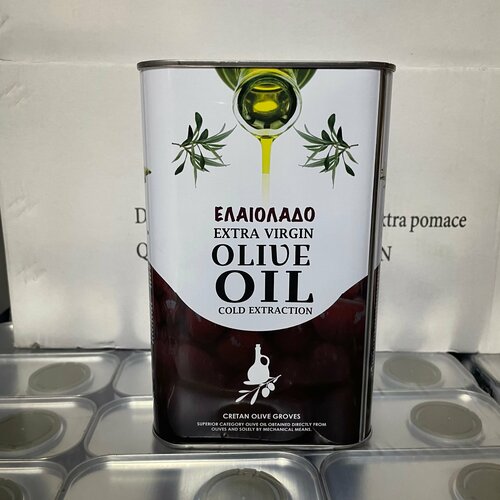 ΕΛΑΙΟΛΑΔΟ
EXTRA VIRGIN
OLIVE
OIL
COLD EXTRACTION
CRETAN OLIVE GROVES
SUPERIOR CATEGORY OLIVE OIL OBTAINED DIRECTLY FROM
OLIVES AND SOLELY BY MECHANICAL MEANS.
extra pomace